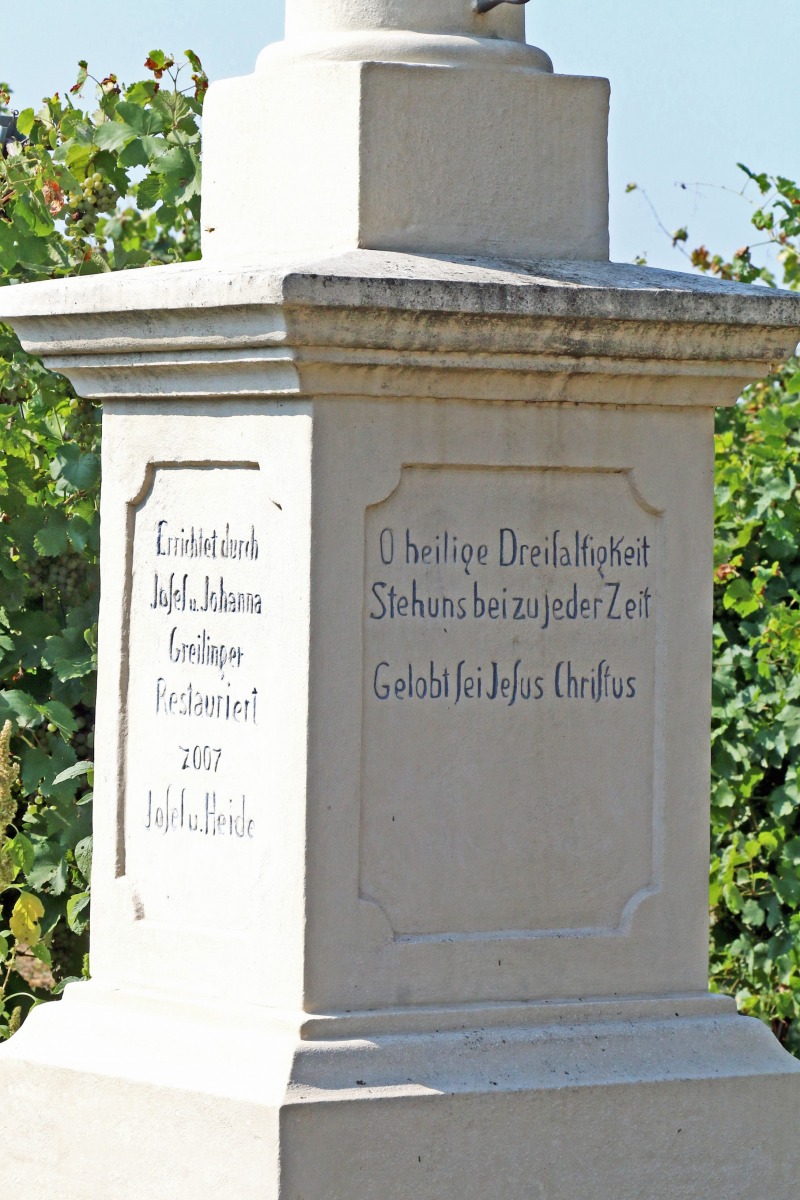 Errichtet durch
Joſef u. Johanna
Greilinger
Restauriert
2007
Joſef u. Heide
O heilige Dreifalfigkeit
Steh uns bei zu jeder Zeit
Gelobt ſei Jeſus Chriſtus